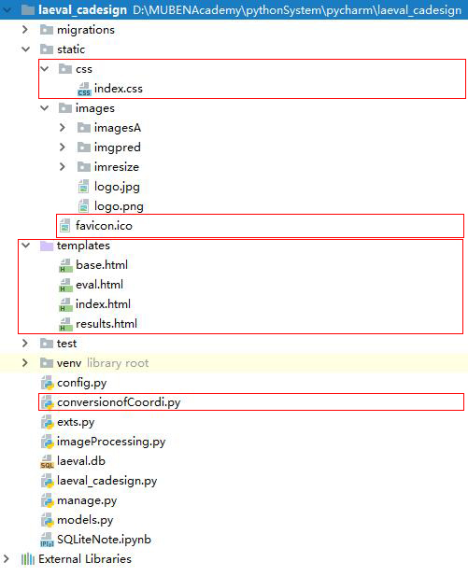 laeval_cadesign D:\MUBENAcademy\pythonSystem\pycharm\laeval_cadesign
migrations
static
css
index.css
images
imagesA
imgpred
imresize
logo.jpg
logo.png
favicon.ico
templates
base.html
eval.html
index.html
results.html
test
venv library root
config.py
conversionofCoordi.py
exts.py
imageProcessing.py
laeval.db
laeval_cadesign.py
manage.py
models.py
SQLiteNote.ipynb
External Libraries